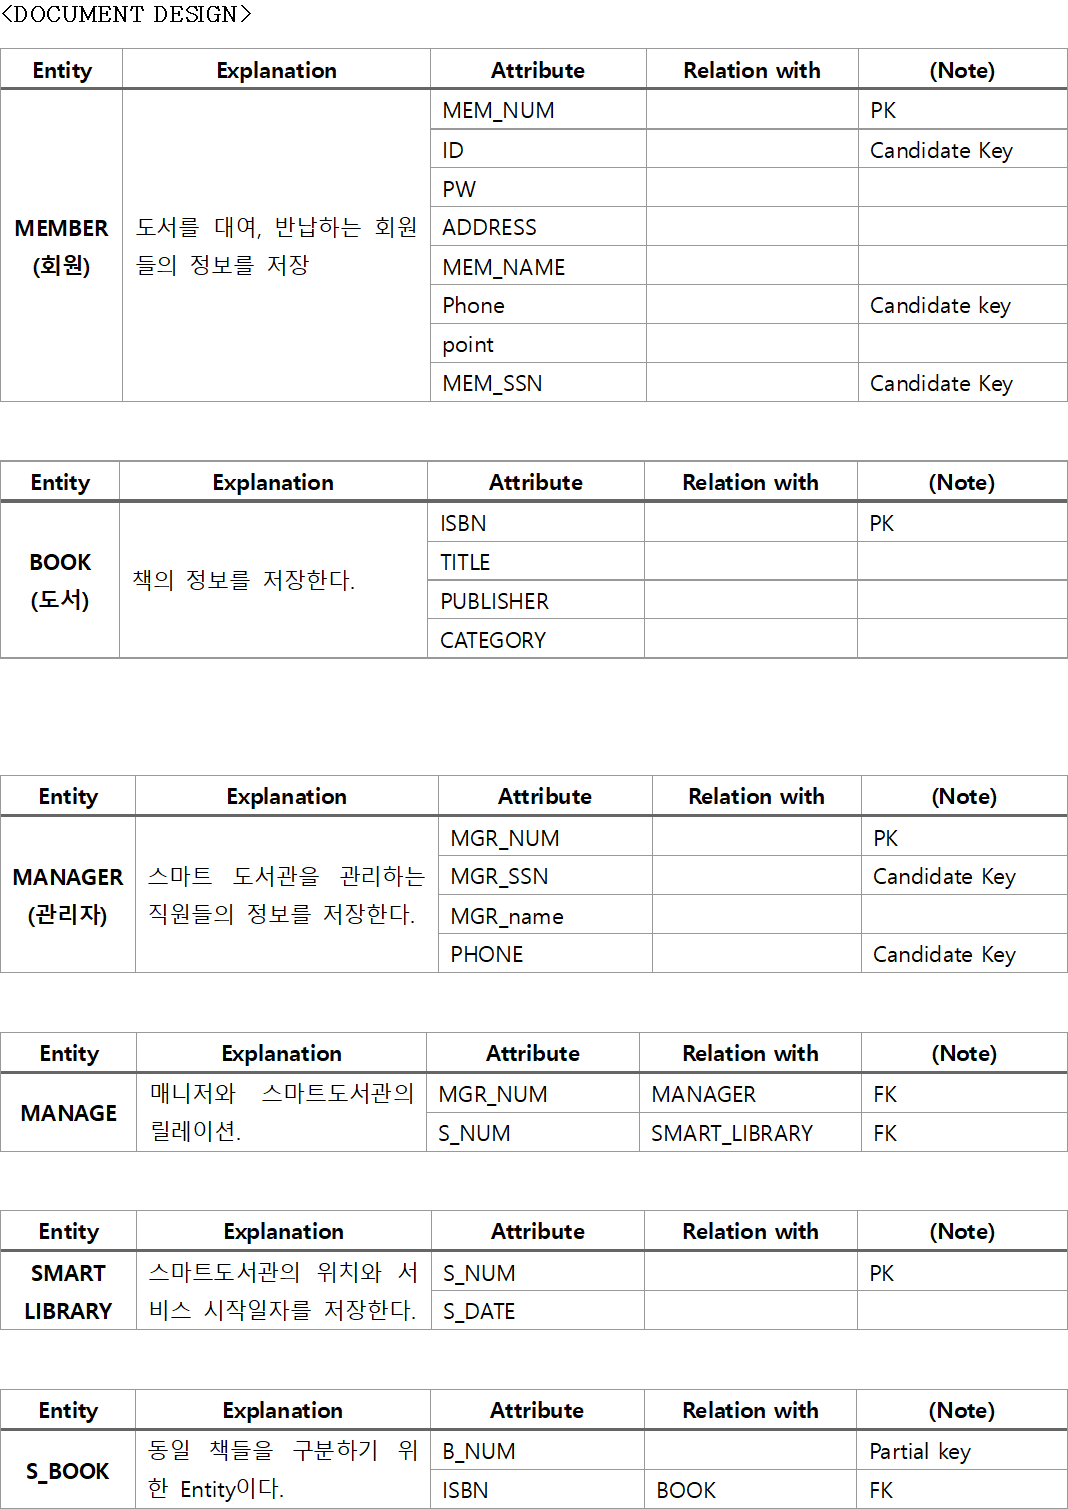 <DOCUMENT DESIGN>
Entity Explanation Attribute Relation with (Note)
MEMBER
(회원)
도서를 대여, 반납하는 회원
들의 정보를 저장
MEM_NUM PK
ID Candidate Key
PW
ADDRESS
MEM_NAME
Phone Candidate key
point
MEM_SSN Candidate Key
Entity Explanation Attribute Relation with (Note)
BOOK
(도서)
책의 정보를 저장한다.
ISBN PK
TITLE
PUBLISHER
CATEGORY
Entity Explanation Attribute Relation with (Note)
MANAGER
(관리자)
스마트 도서관을 관리하는
직원들의 정보를 저장한다.
MGR_NUM PK
MGR_SSN Candidate Key
MGR_name
PHONE Candidate Key
Entity Explanation Attribute Relation with (Note)
MANAGE
매니저와 스마트도서관의
릴레이션.
MGR_NUM MANAGER FK
S_NUM SMART_LIBRARY FK
Entity Explanation Attribute Relation with (Note)
SMART
LIBRARY
스마트도서관의 위치와 서
비스 시작일자를 저장한다.
S_NUM PK
S_DATE
Entity Explanation Attribute Relation with (Note)
S_BOOK
동일 책들을 구분하기 위
한 Entity이다.
B_NUM Partial key
ISBN BOOK FK